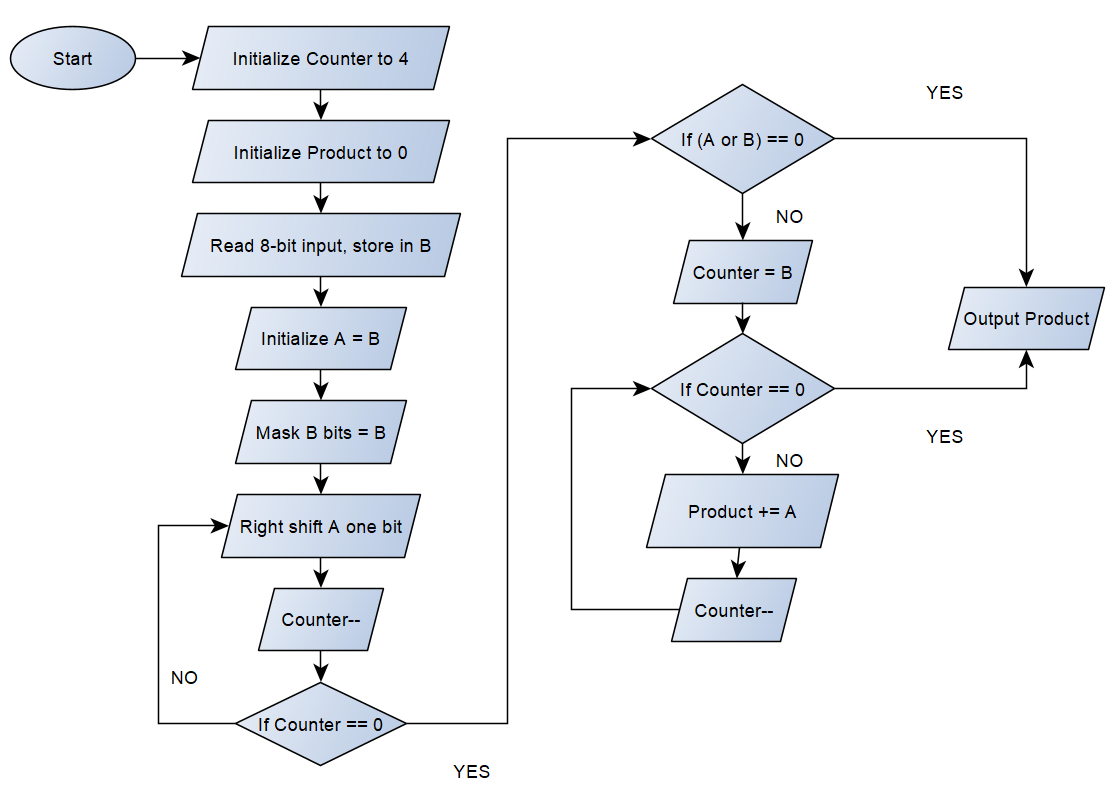 Start
Initialize Counter to 4
Initialize Product to 0
Read 8-bit input, store in B
Initialize A = B
Mask B bits = B
Right shift A one bit
Counter--
NO
If Counter == 0
YES
If (A or B) == 0
YES
NO
Counter = B
Output Product
If Counter == 0
YES
NO
Product += A
Counter--